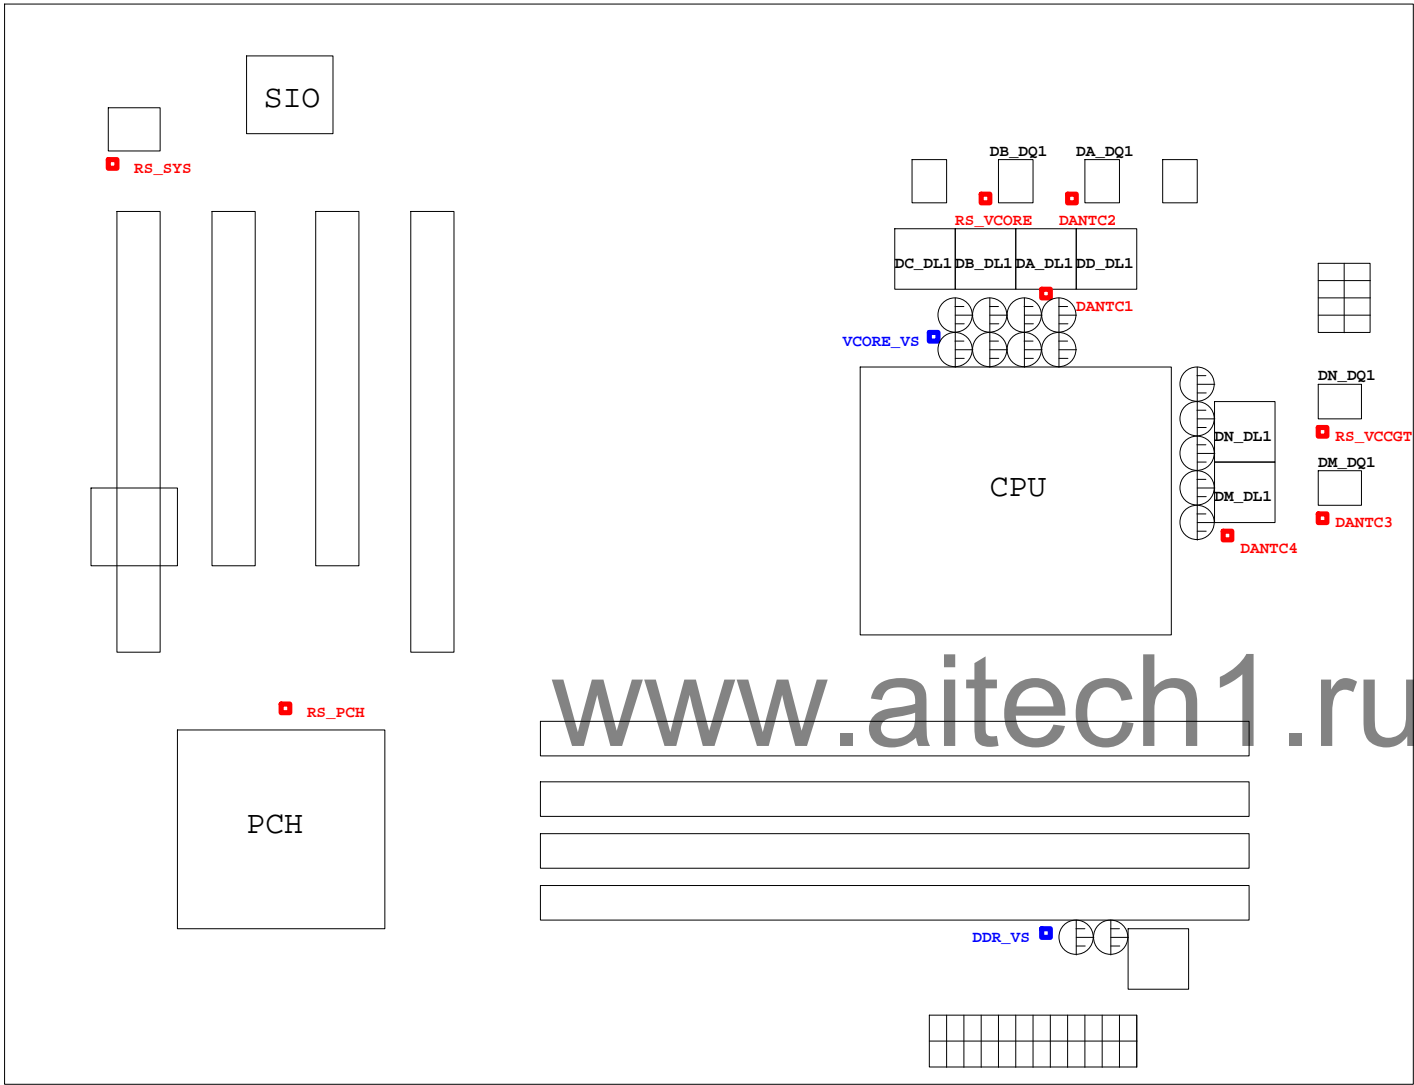 SIO
RS_SYS
DB_DQ1
DA_DQ1
RS_VCORE
DANTC2
DC_DL1
DB_DL1
DA_DL1
DD_DL1
DANTC1
VCORE_VS
DN_DQ1
RS_VCCGT
DN_DL1
DM_DQ1
CPU
DM_DL1
DANTC3
DANTC4
www.aitech1.ru
RS_PCH
PCH
DDR_VS